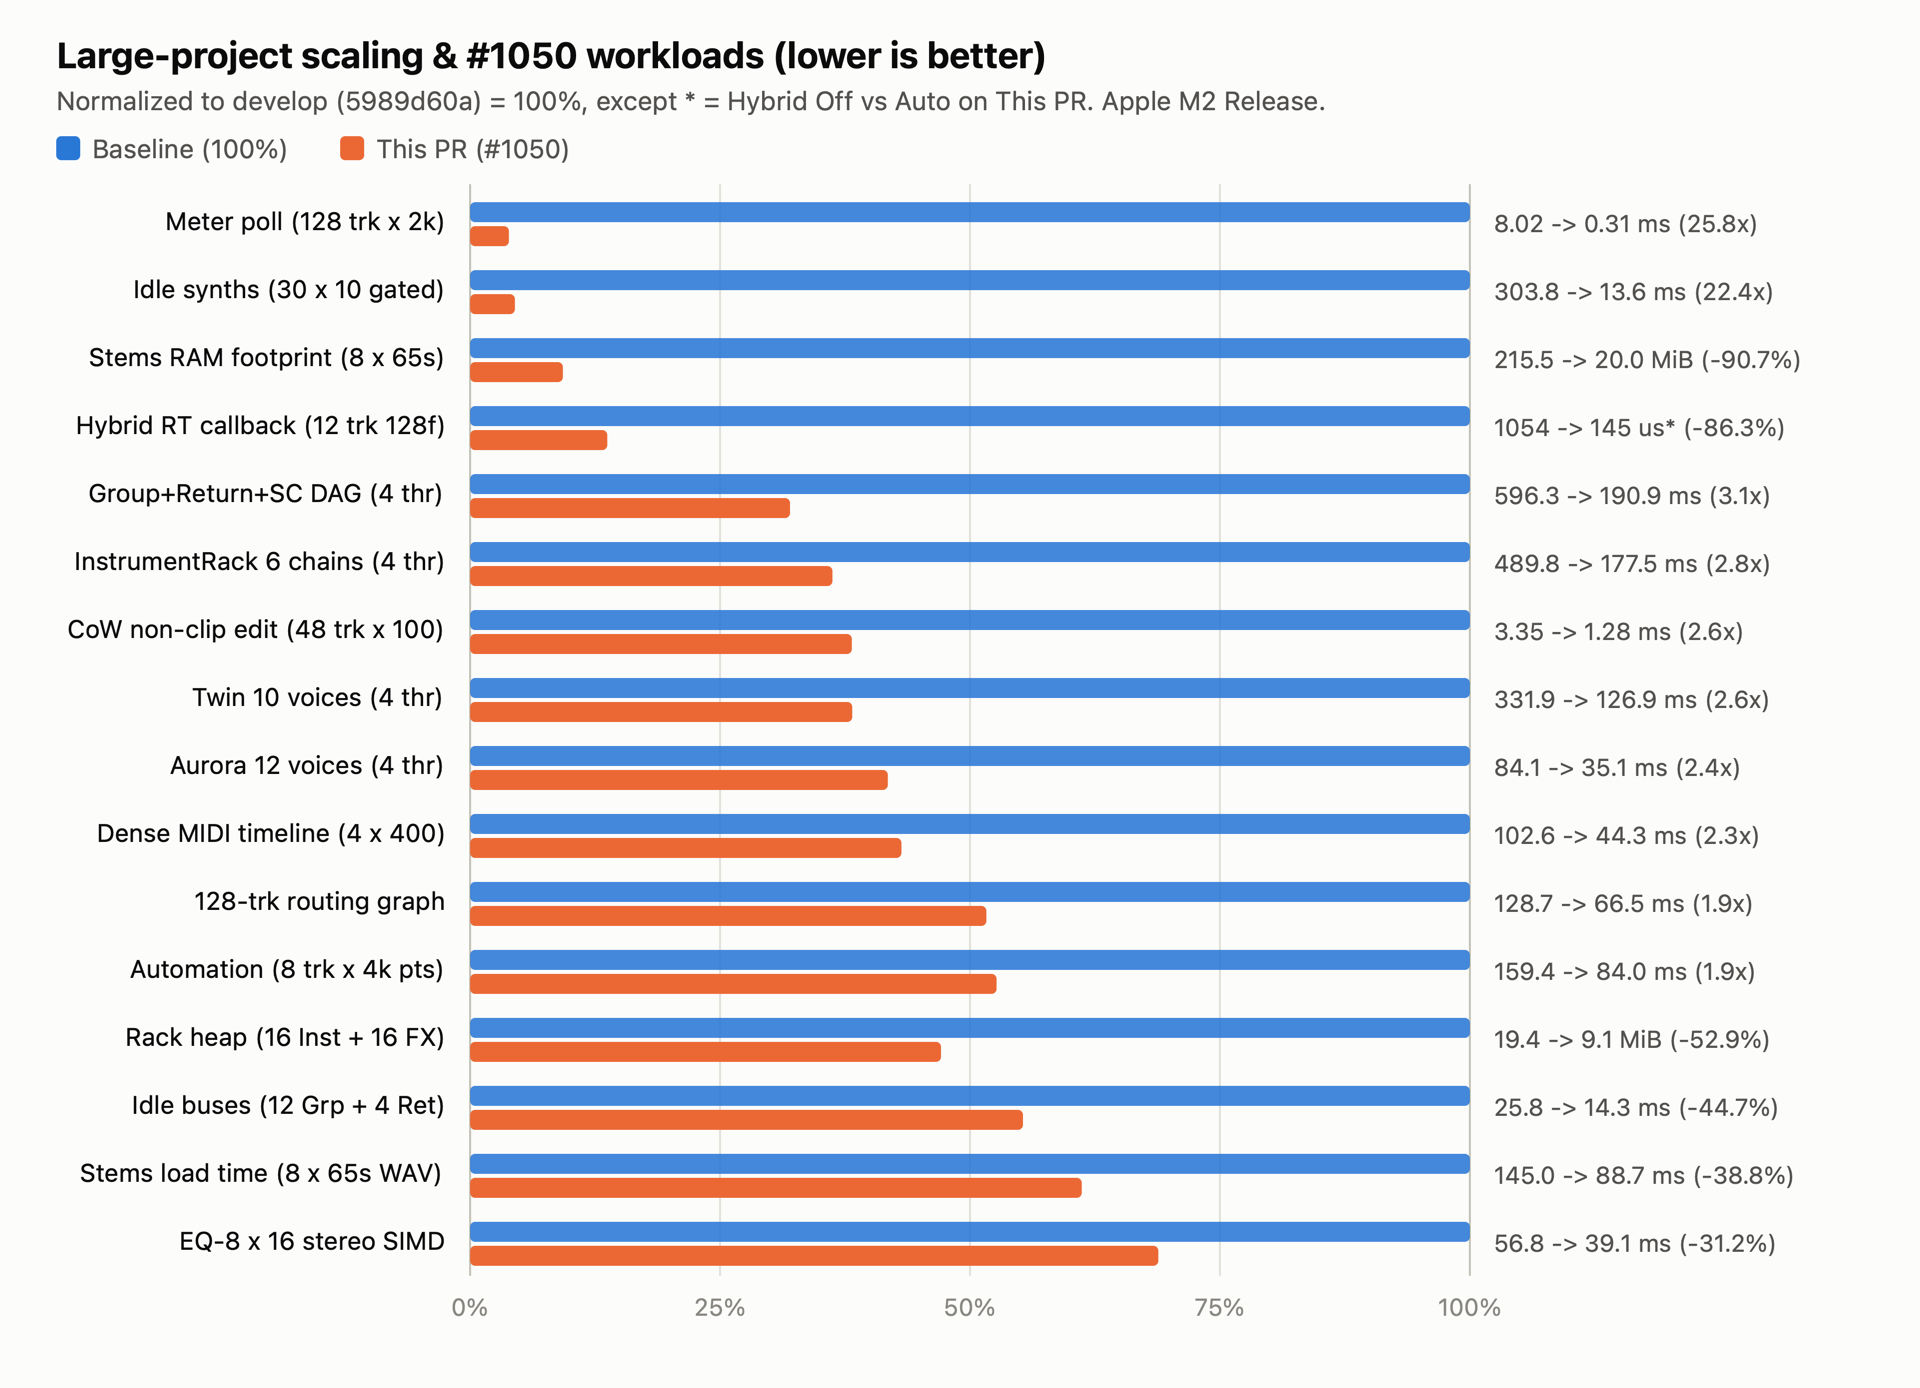 Large-project scaling & #1050 workloads (lower is better)
Normalized to develop (5989d60a) = 100%, except * = Hybrid Off vs Auto on This PR. Apple M2 Release.
Baseline (100%) This PR (#1050)
Meter poll (128 trk x 2k) 8.02 -> 0.31 ms (25.8x)
Idle synths (30 x 10 gated) 303.8 -> 13.6 ms (22.4x)
Stems RAM footprint (8 x 65s) 215.5 -> 20.0 MiB (-90.7%)
Hybrid RT callback (12 trk 128f) 1054 -> 145 us* (-86.3%)
Group+Return+SC DAG (4 thr) 596.3 -> 190.9 ms (3.1x)
InstrumentRack 6 chains (4 thr) 489.8 -> 177.5 ms (2.8x)
CoW non-clip edit (48 trk x 100) 3.35 -> 1.28 ms (2.6x)
Twin 10 voices (4 thr) 331.9 -> 126.9 ms (2.6x)
Aurora 12 voices (4 thr) 84.1 -> 35.1 ms (2.4x)
Dense MIDI timeline (4 x 400) 102.6 -> 44.3 ms (2.3x)
128-trk routing graph 128.7 -> 66.5 ms (1.9x)
Automation (8 trk x 4k pts) 159.4 -> 84.0 ms (1.9x)
Rack heap (16 Inst + 16 FX) 19.4 -> 9.1 MiB (-52.9%)
Idle buses (12 Grp + 4 Ret) 25.8 -> 14.3 ms (-44.7%)
Stems load time (8 x 65s WAV) 145.0 -> 88.7 ms (-38.8%)
EQ-8 x 16 stereo SIMD 56.8 -> 39.1 ms (-31.2%)
0% 25% 50% 75% 100%